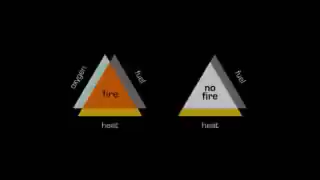 oxygen
fuel
fire
heat
fuel
no
fire
heat